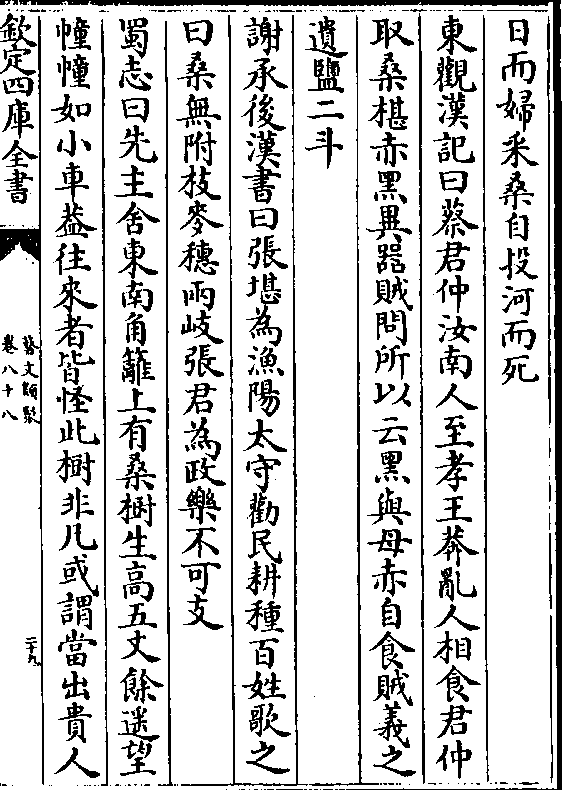 日而婦采桑自投河而死
東觀漢記曰蔡君仲汝南人至孝王莽亂人相食君仲
取桑椹赤黑異器賊問所以云黑與母赤自食賊義之
遺鹽二斗
謝承後漢書曰張堪為漁陽太守勸民耕種百姓歌之
曰桑無附枝麥穗兩岐張君為政樂不可支
蜀志曰先主舍東南角籬上有桑樹生高五丈餘遙望
幢幢如小車蓋往來者皆怪此樹非凡或謂當出貴人
欽定四庫全書
藝文類聚
卷八十八
二十九